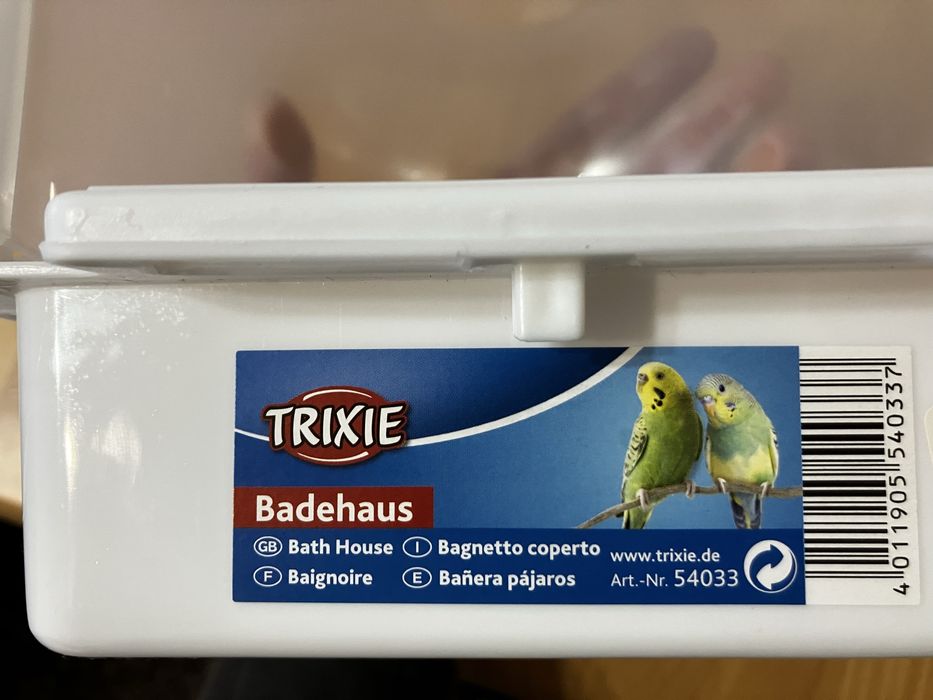 TRIXIE
Badehaus
GB Bath House I Bagnetto coperto
F Baignoire E Bañera pájaros
www.trixie.de
Art.-Nr. 54033
4 011905 540337